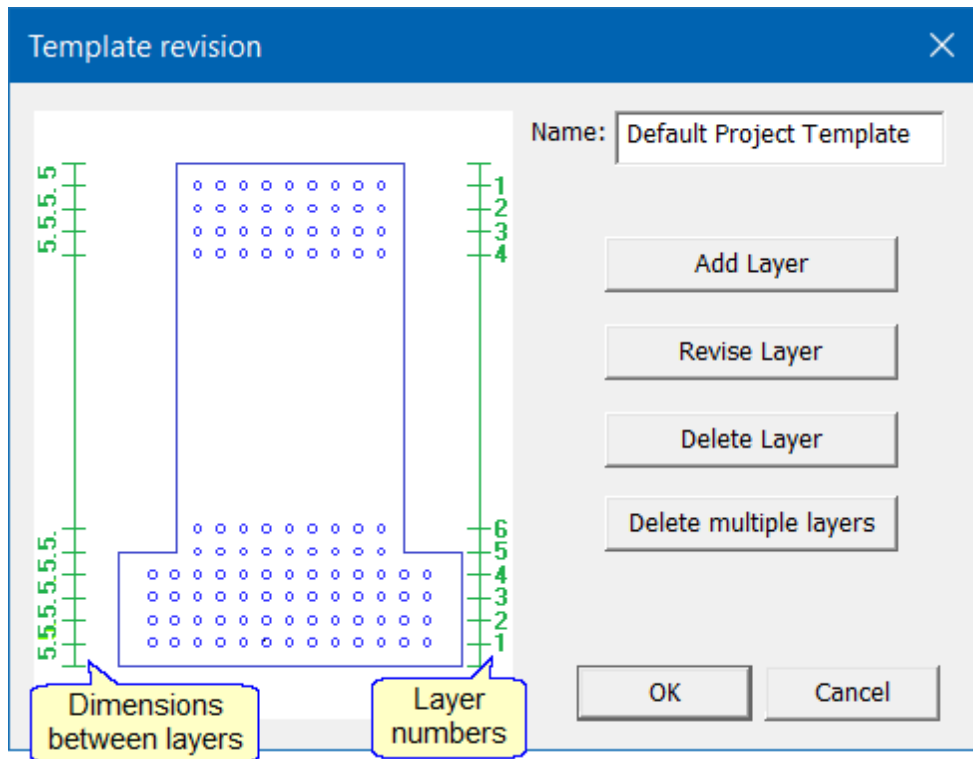 Template revision
Name: Default Project Template
5.5.5. 5
1
2
3
4
Add Layer
Revise Layer
Delete Layer
Delete multiple layers
5.5.5.5.5.5.
6
5
4
3
2
1
Dimensions
between layers
Layer
numbers
OK
Cancel